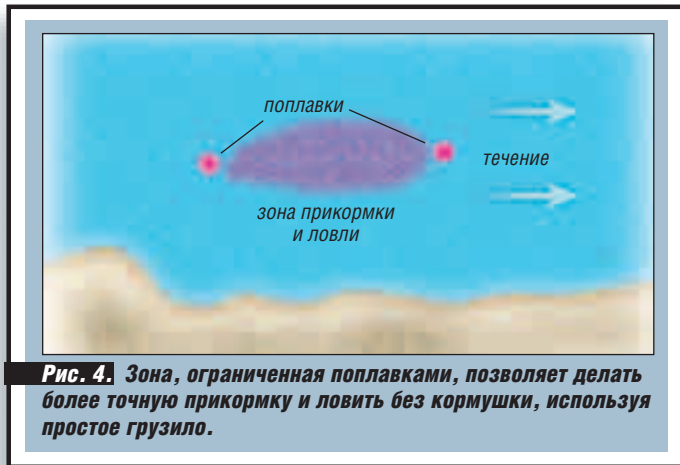 поплавки
течение
зона прикормки
и ловли
Рис. 4. Зона, ограниченная поплавками, позволяет делать
более точную прикормку и ловить без кормушки, используя
простое грузило.